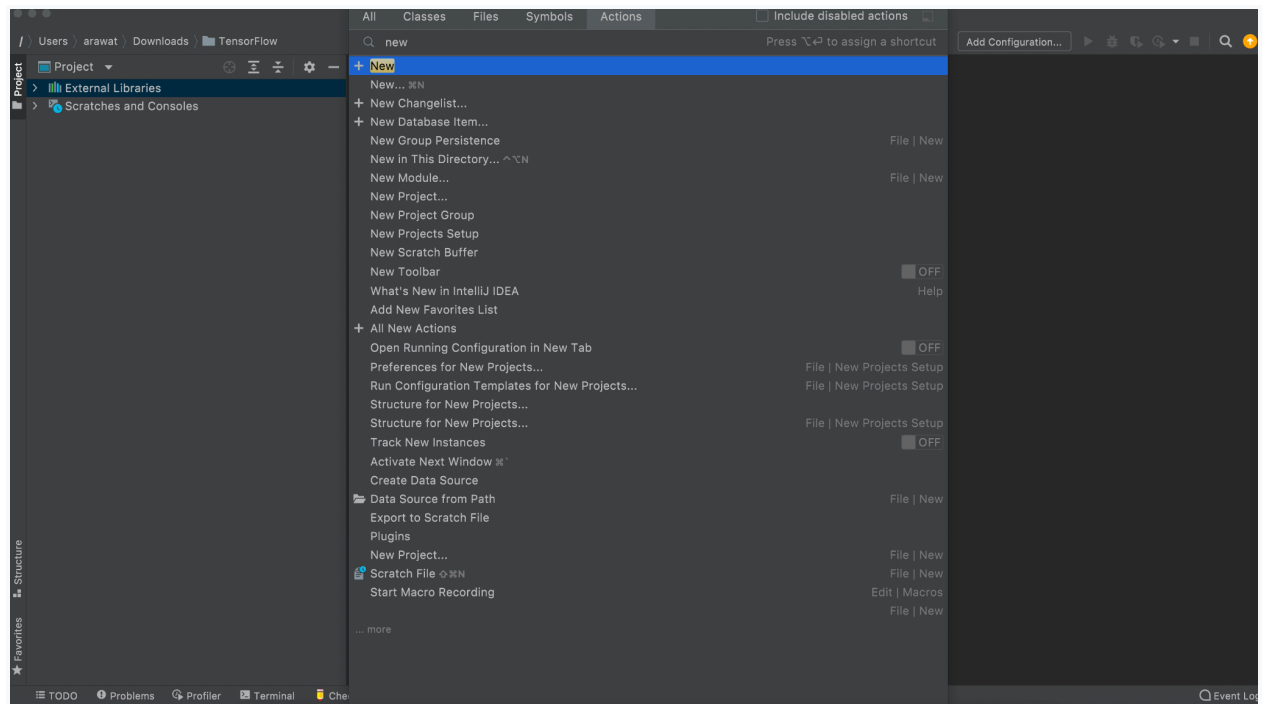 All Classes Files Symbols Actions Include disabled actions
/ Users arawat Downloads TensorFlow
new Press ⌥⏎ to assign a shortcut
Add Configuration...
Project
Project
External Libraries
Scratches and Consoles
New
New... ⌘N
New Changelist...
New Database Item...
New Group Persistence File | New
New in This Directory... ^⌥N
New Module... File | New
New Project...
New Project Group
New Projects Setup
New Scratch Buffer
New Toolbar OFF
What's New in IntelliJ IDEA Help
Add New Favorites List
All New Actions
Open Running Configuration in New Tab OFF
Preferences for New Projects... File | New Projects Setup
Run Configuration Templates for New Projects... File | New Projects Setup
Structure for New Projects...
Structure for New Projects... File | New Projects Setup
Track New Instances OFF
Activate Next Window ⌘`
Create Data Source
Data Source from Path File | New
Export to Scratch File
Plugins
New Project... File | New
Scratch File ⇧⌘N File | New
Start Macro Recording Edit | Macros
File | New
... more
Structure
Favorites
TODO Problems Profiler Terminal Che
Event Log